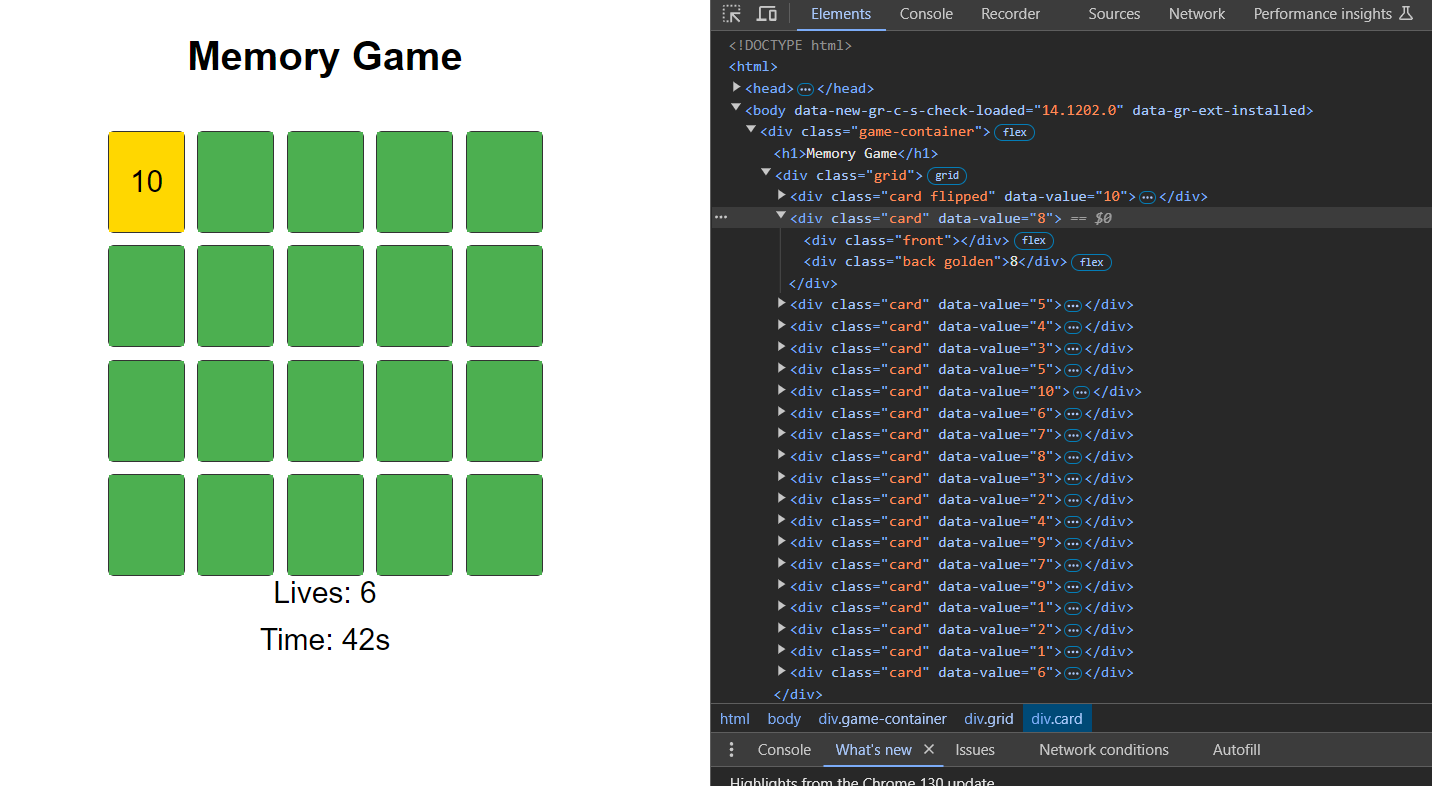 Memory Game
10
Lives: 6
Time: 42s
Elements Console Recorder Sources Network Performance insights
<!DOCTYPE html>
<html>
<head> ⋯ </head>
<body data-new-gr-c-s-check-loaded="14.1202.0" data-gr-ext-installed>
<div class="game-container"> flex
<h1>Memory Game</h1>
<div class="grid"> grid
<div class="card flipped" data-value="10"> ⋯ </div>
⋯ <div class="card" data-value="8"> == $0
<div class="front"></div> flex
<div class="back golden">8</div> flex
</div>
<div class="card" data-value="5"> ⋯ </div>
<div class="card" data-value="4"> ⋯ </div>
<div class="card" data-value="3"> ⋯ </div>
<div class="card" data-value="5"> ⋯ </div>
<div class="card" data-value="10"> ⋯ </div>
<div class="card" data-value="6"> ⋯ </div>
<div class="card" data-value="7"> ⋯ </div>
<div class="card" data-value="8"> ⋯ </div>
<div class="card" data-value="3"> ⋯ </div>
<div class="card" data-value="2"> ⋯ </div>
<div class="card" data-value="4"> ⋯ </div>
<div class="card" data-value="9"> ⋯ </div>
<div class="card" data-value="7"> ⋯ </div>
<div class="card" data-value="9"> ⋯ </div>
<div class="card" data-value="1"> ⋯ </div>
<div class="card" data-value="2"> ⋯ </div>
<div class="card" data-value="1"> ⋯ </div>
<div class="card" data-value="6"> ⋯ </div>
</div>
html body div.game-container div.grid div.card
Console What's new × Issues Network conditions Autofill
Highlights from the Chrome 130 update